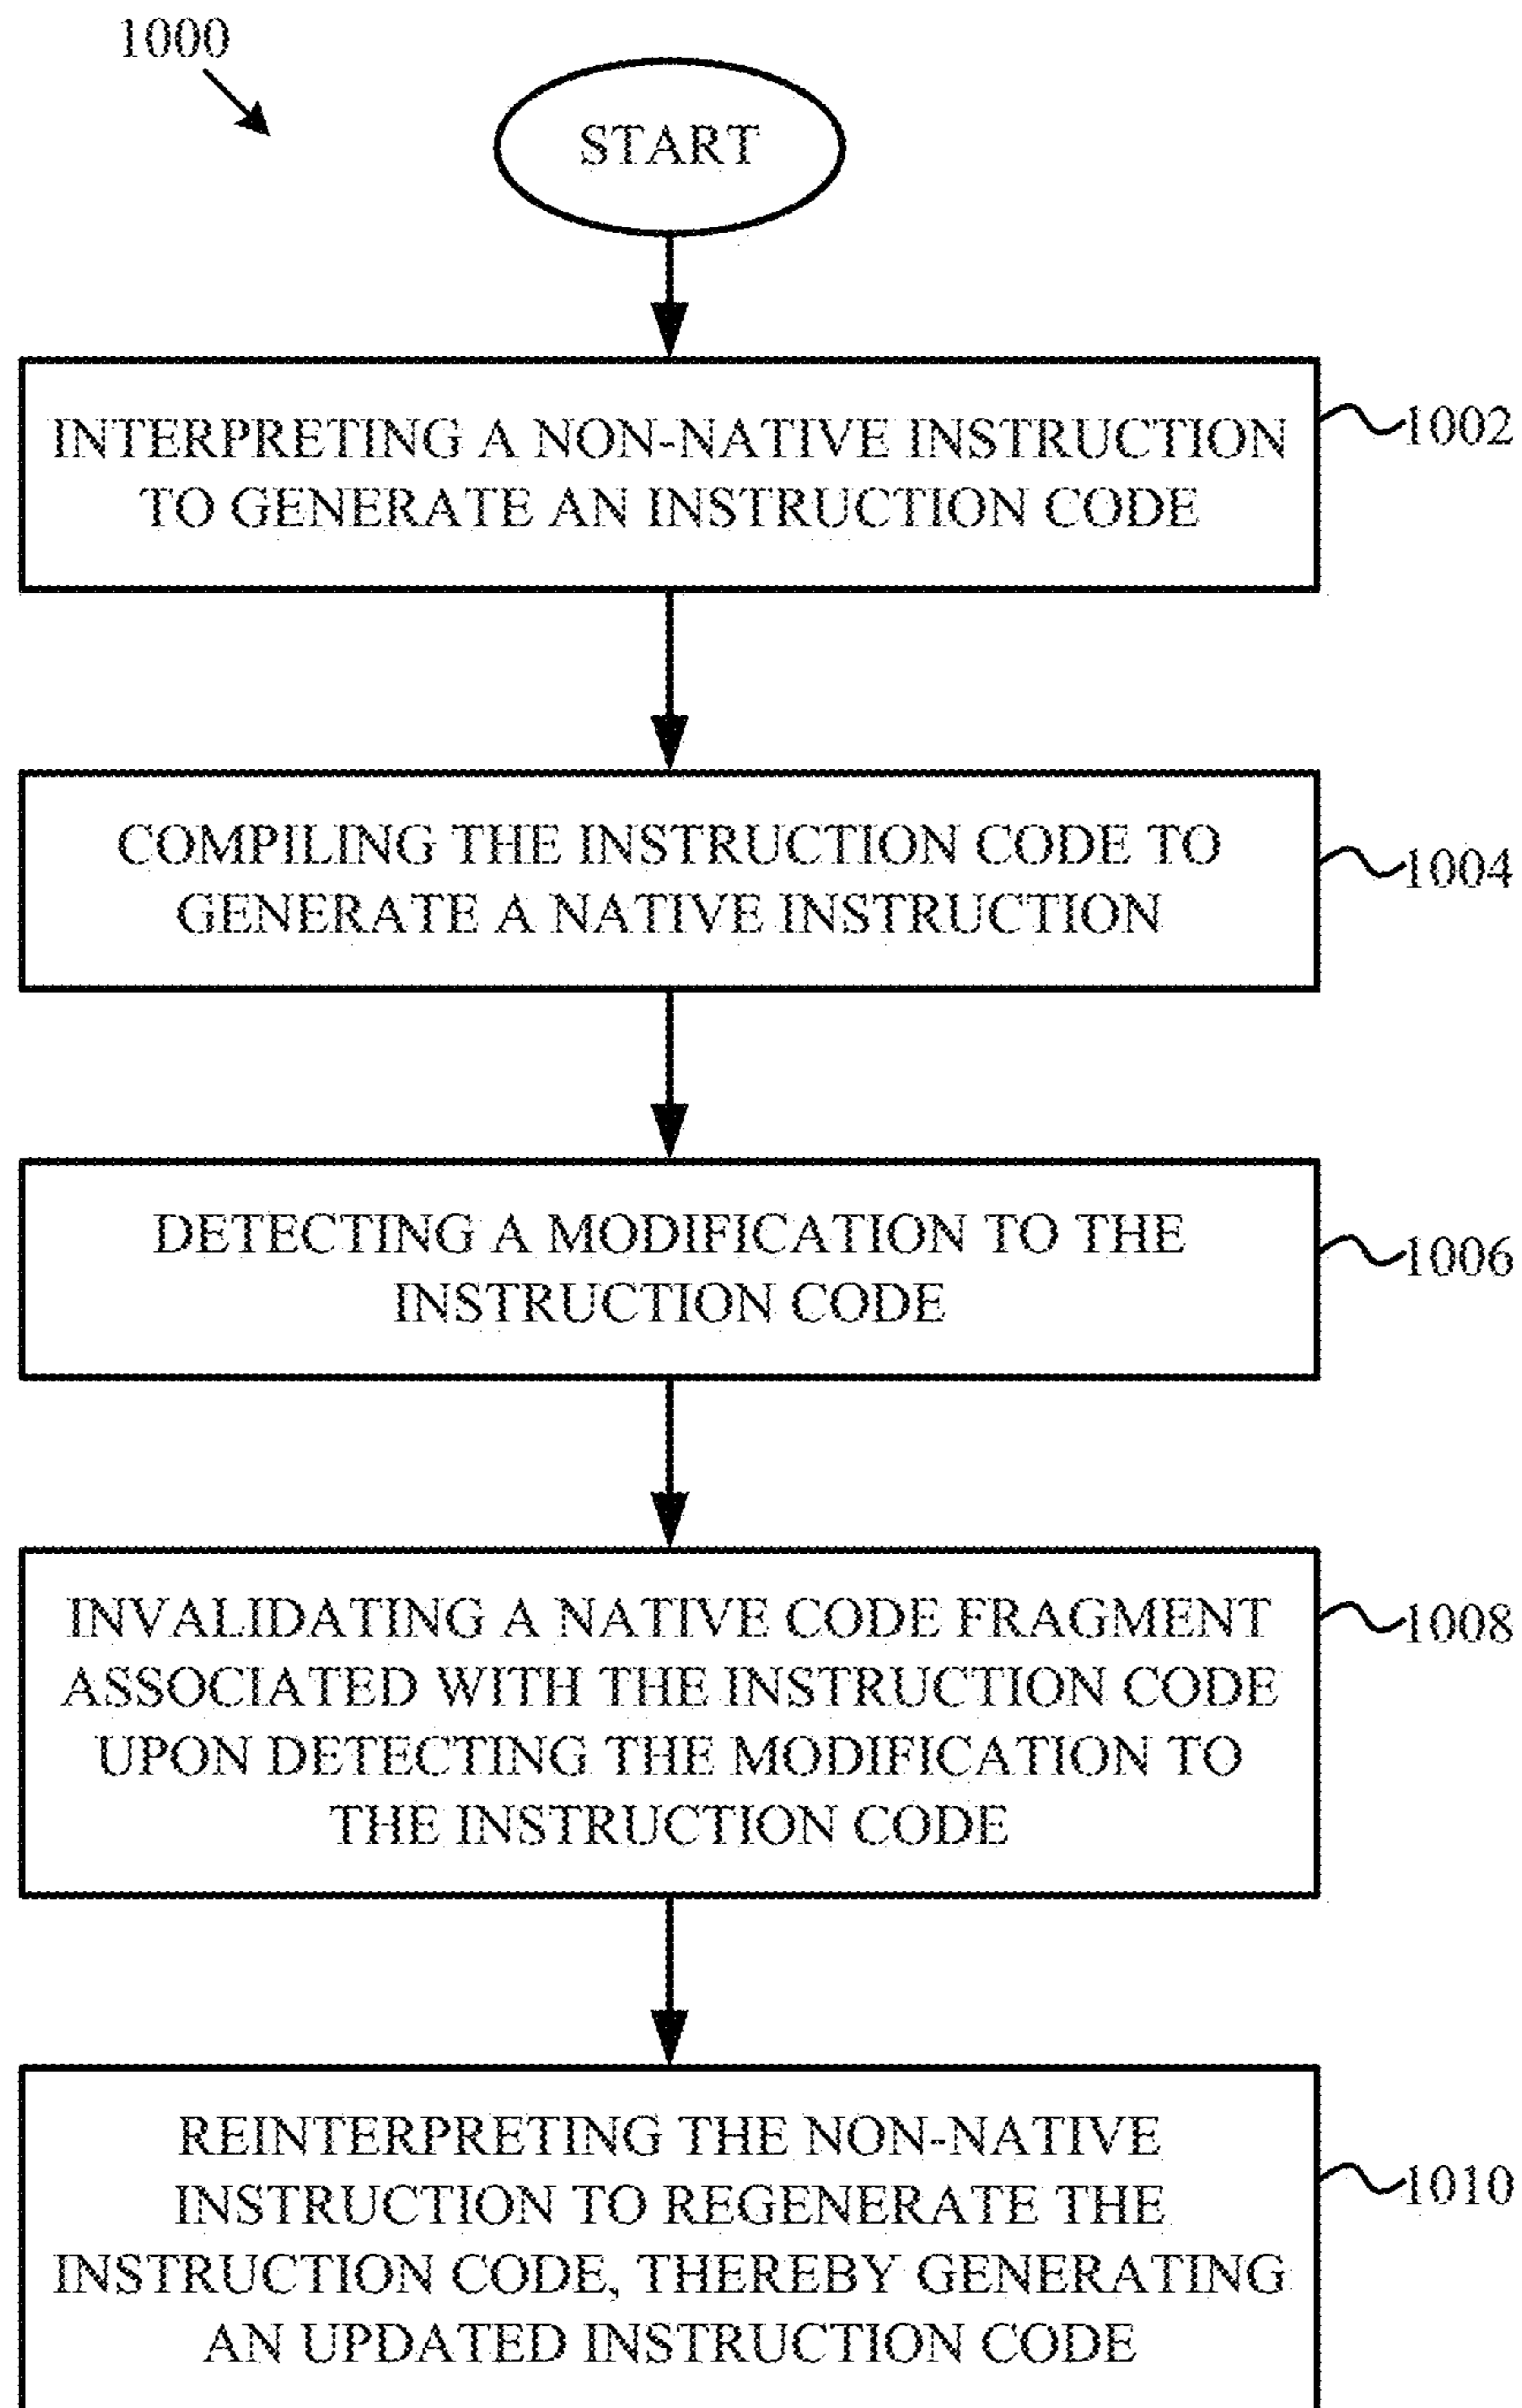 1000
START
INTERPRETING A NON-NATIVE INSTRUCTION
TO GENERATE AN INSTRUCTION CODE
1002
COMPILING THE INSTRUCTION CODE TO
GENERATE A NATIVE INSTRUCTION
1004
DETECTING A MODIFICATION TO THE
INSTRUCTION CODE
1006
INVALIDATING A NATIVE CODE FRAGMENT
ASSOCIATED WITH THE INSTRUCTION CODE
UPON DETECTING THE MODIFICATION TO
THE INSTRUCTION CODE
1008
REINTERPRETING THE NON-NATIVE
INSTRUCTION TO REGENERATE THE
INSTRUCTION CODE, THEREBY GENERATING
AN UPDATED INSTRUCTION CODE
1010